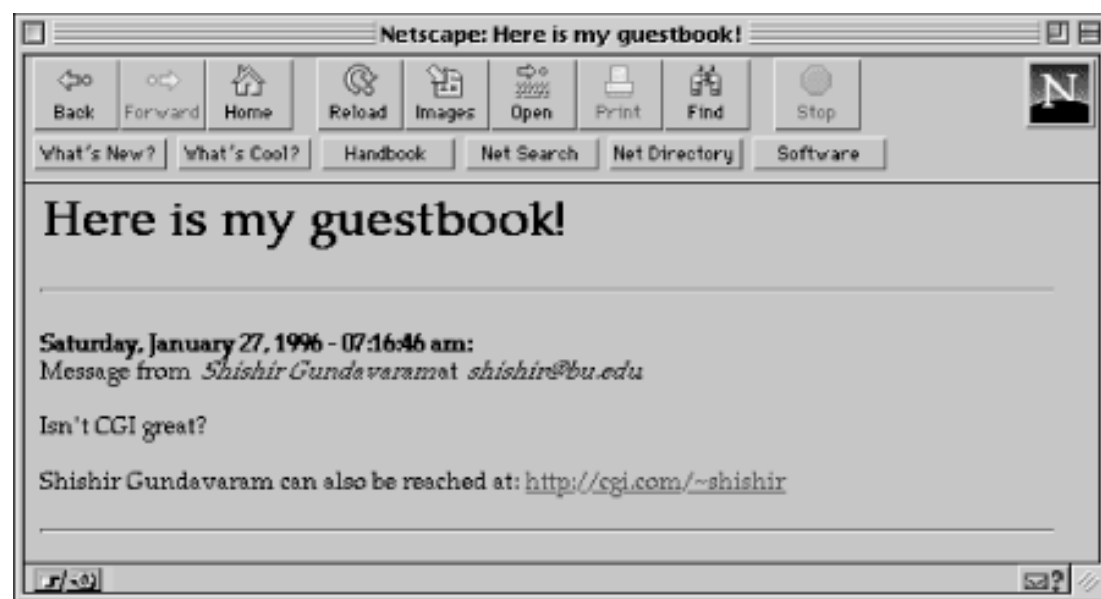 Netscape: Here is my guestbook!
Back Forward Home Reload Images Open Print Find Stop
N
What's New? What's Cool? Handbook Net Search Net Directory Software
Here is my guestbook!
Saturday, January 27, 1996 - 07:16:46 am:
Message from Shishir Gundavaram at shishir@bu.edu
Isn't CGI great?
Shishir Gundavaram can also be reached at: http://cgi.com/~shishir
?